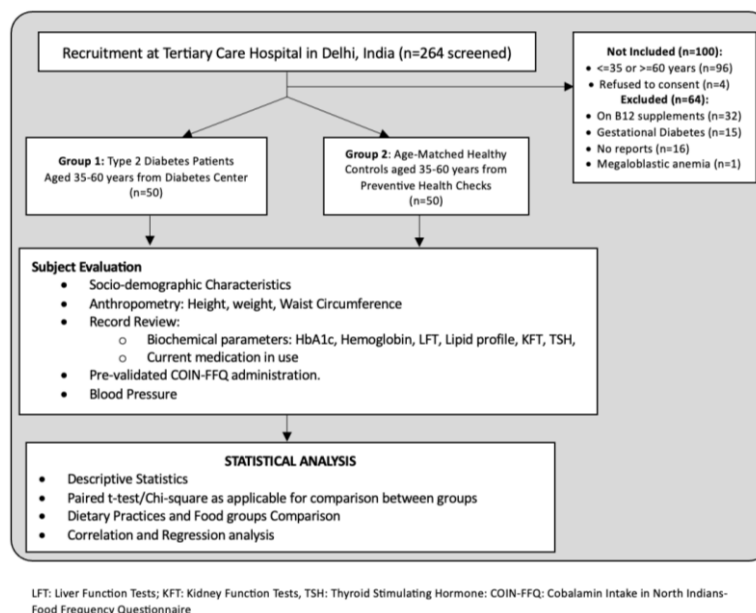 Recruitment at Tertiary Care Hospital in Delhi, India (n=264 screened)
Not Included (n=100):
• <=35 or >=60 years (n=96)
• Refused to consent (n=4)
Excluded (n=64):
• On B12 supplements (n=32)
• Gestational Diabetes (n=15)
• No reports (n=16)
• Megaloblastic anemia (n=1)
Group 1: Type 2 Diabetes Patients
Aged 35-60 years from Diabetes Center
(n=50)
Group 2: Age-Matched Healthy
Controls aged 35-60 years from
Preventive Health Checks
(n=50)
Subject Evaluation
• Socio-demographic Characteristics
• Anthropometry: Height, weight, Waist Circumference
• Record Review:
o Biochemical parameters: HbA1c, Hemoglobin, LFT, Lipid profile, KFT, TSH,
o Current medication in use
• Pre-validated COIN-FFQ administration.
• Blood Pressure
STATISTICAL ANALYSIS
• Descriptive Statistics
• Paired t-test/Chi-square as applicable for comparison between groups
• Dietary Practices and Food groups Comparison
• Correlation and Regression analysis
LFT: Liver Function Tests; KFT: Kidney Function Tests, TSH: Thyroid Stimulating Hormone: COIN-FFQ: Cobalamin Intake in North Indians-
Food Frequency Questionnaire